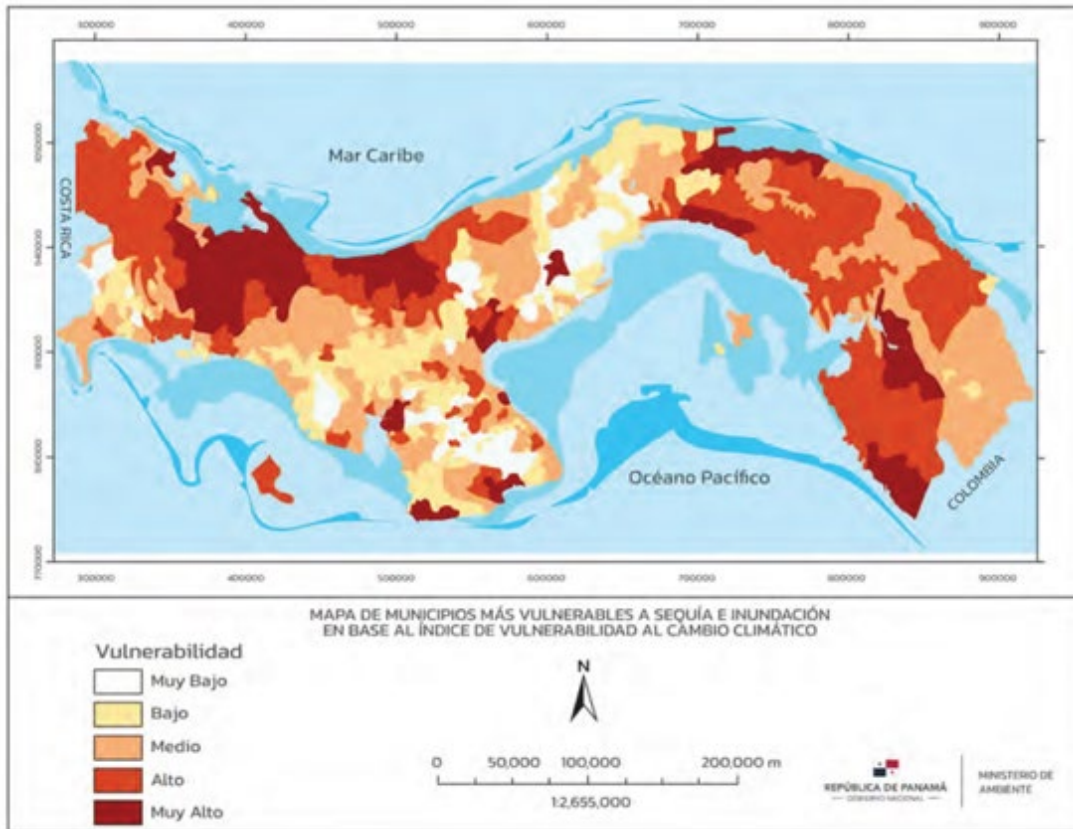 300000 400000 500000 600000 700000 800000 900000
Mar Caribe
COSTA RICA
Océano Pacífico
COLOMBIA
300000 400000 500000 600000 700000 800000 900000
MAPA DE MUNICIPIOS MÁS VULNERABLES A SEQUÍA E INUNDACIÓN
EN BASE AL ÍNDICE DE VULNERABILIDAD AL CAMBIO CLIMÁTICO
Vulnerabilidad
Muy Bajo
Bajo
Medio
Alto
Muy Alto
N
0 50,000 100,000 200,000 m
1:2,655,000
REPÚBLICA DE PANAMÁ
— GOBIERNO NACIONAL —
MINISTERIO DE
AMBIENTE